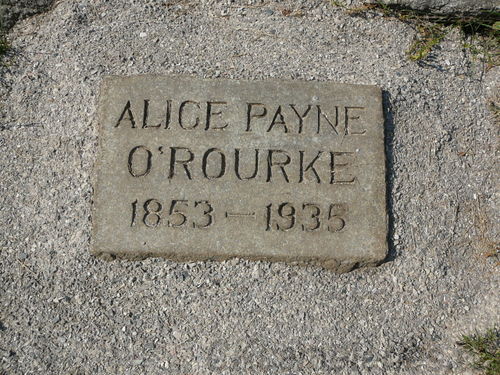 ALICE PAYNE
O'ROURKE
1853 — 1935